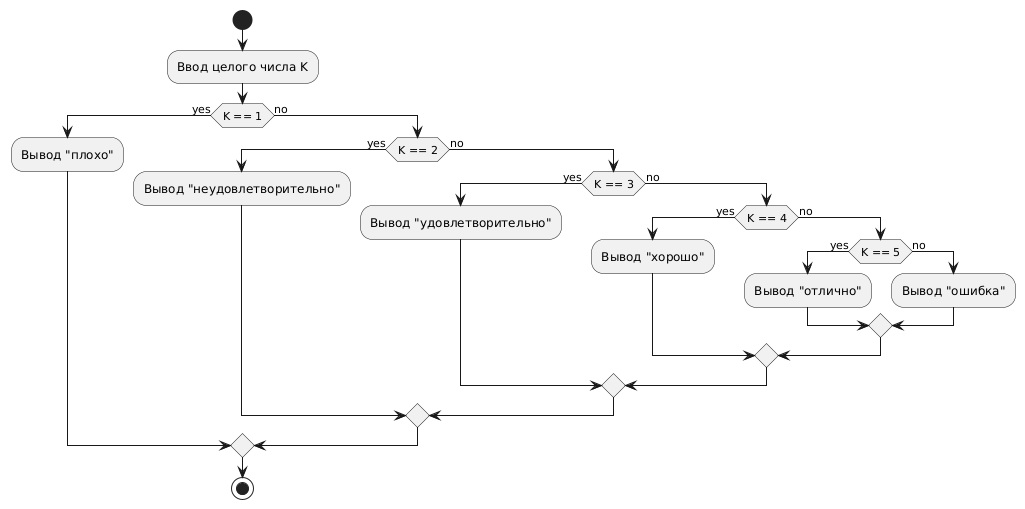 Ввод целого числа K
yes
K == 1
no
Вывод "плохо"
yes
K == 2
no
Вывод "неудовлетворительно"
yes
K == 3
no
Вывод "удовлетворительно"
yes
K == 4
no
Вывод "хорошо"
yes
K == 5
no
Вывод "отлично"
Вывод "ошибка"